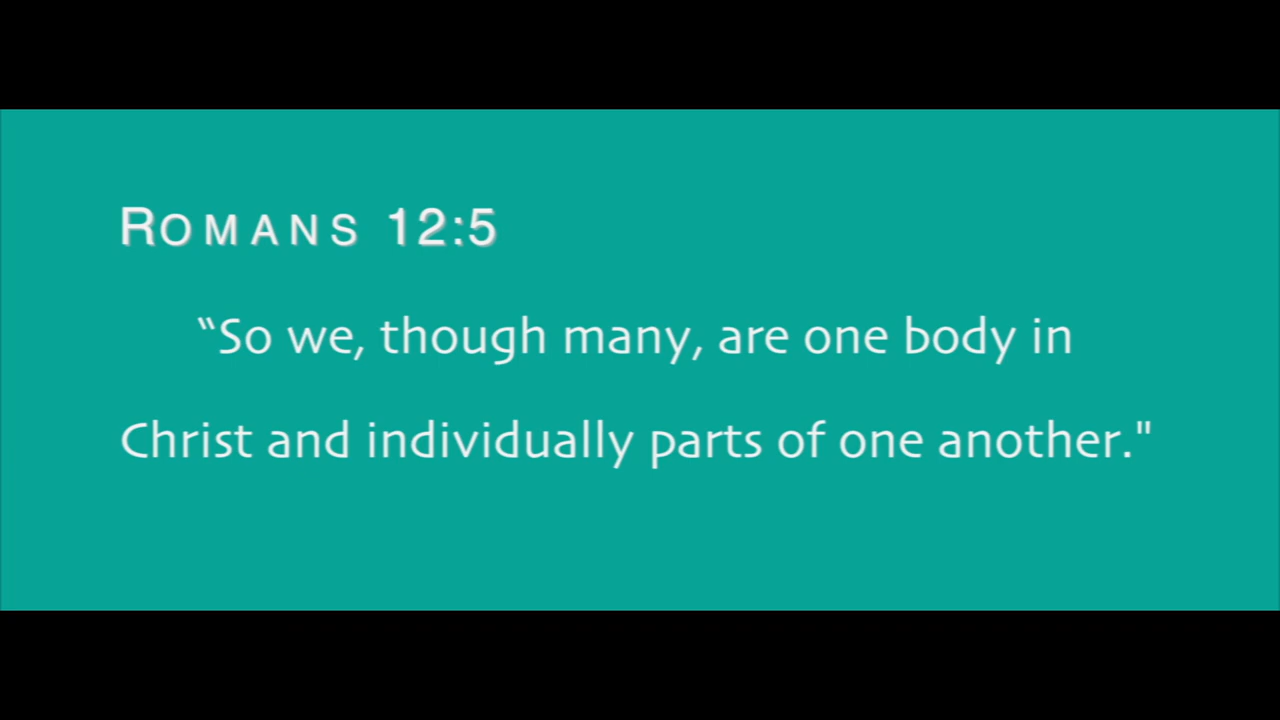 ROMANS 12:5
“So we, though many, are one body in
Christ and individually parts of one another."